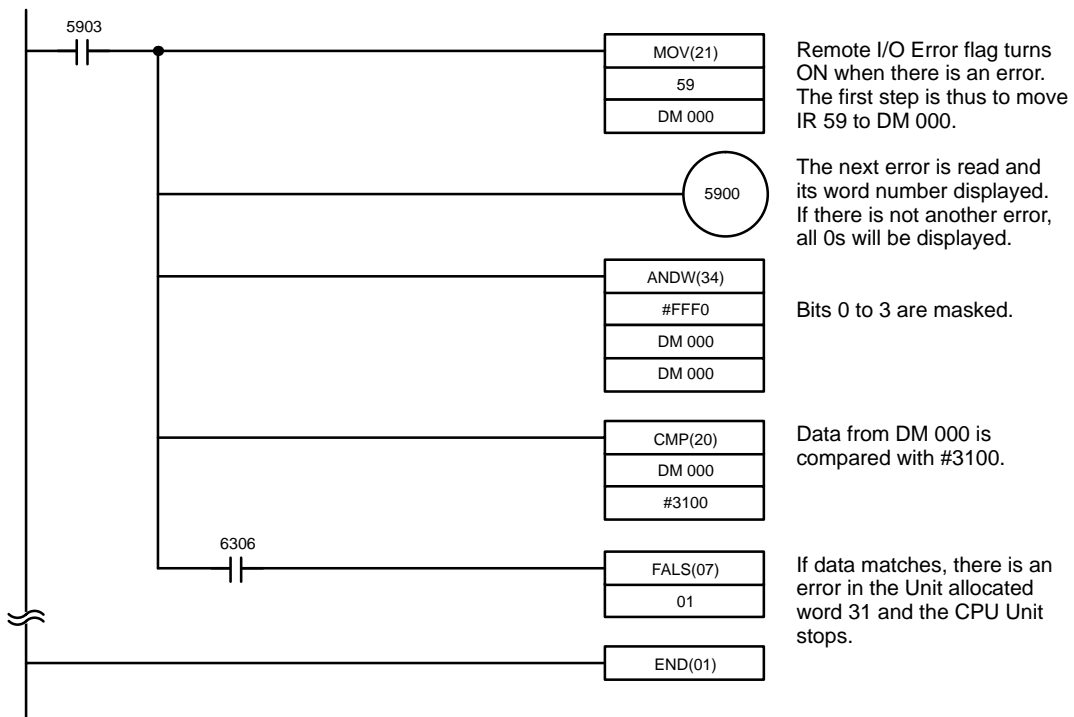 5903
MOV(21)
59
DM 000
Remote I/O Error flag turns
ON when there is an error.
The first step is thus to move
IR 59 to DM 000.
5900
The next error is read and
its word number displayed.
If there is not another error,
all 0s will be displayed.
ANDW(34)
#FFF0
DM 000
DM 000
Bits 0 to 3 are masked.
CMP(20)
DM 000
#3100
Data from DM 000 is
compared with #3100.
6306
FALS(07)
01
If data matches, there is an
error in the Unit allocated
word 31 and the CPU Unit
stops.
END(01)